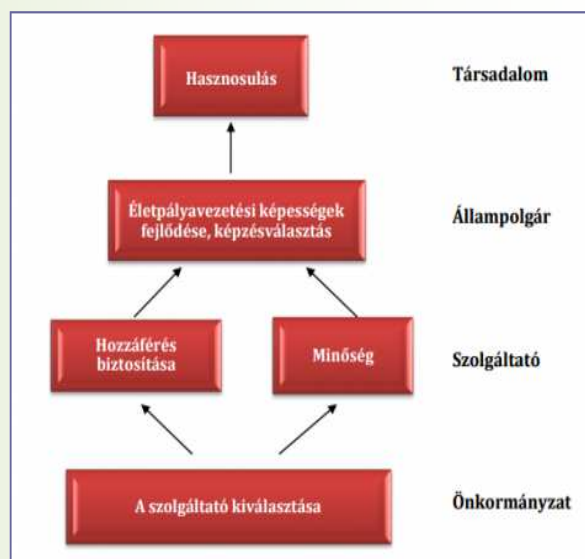 Hasznosulás
Társadalom
Életpályavezetési képességek
fejlődése, képzésválasztás
Állampolgár
Hozzáférés
biztosítása
Minőség
Szolgáltató
A szolgáltató kiválasztása
Önkormányzat